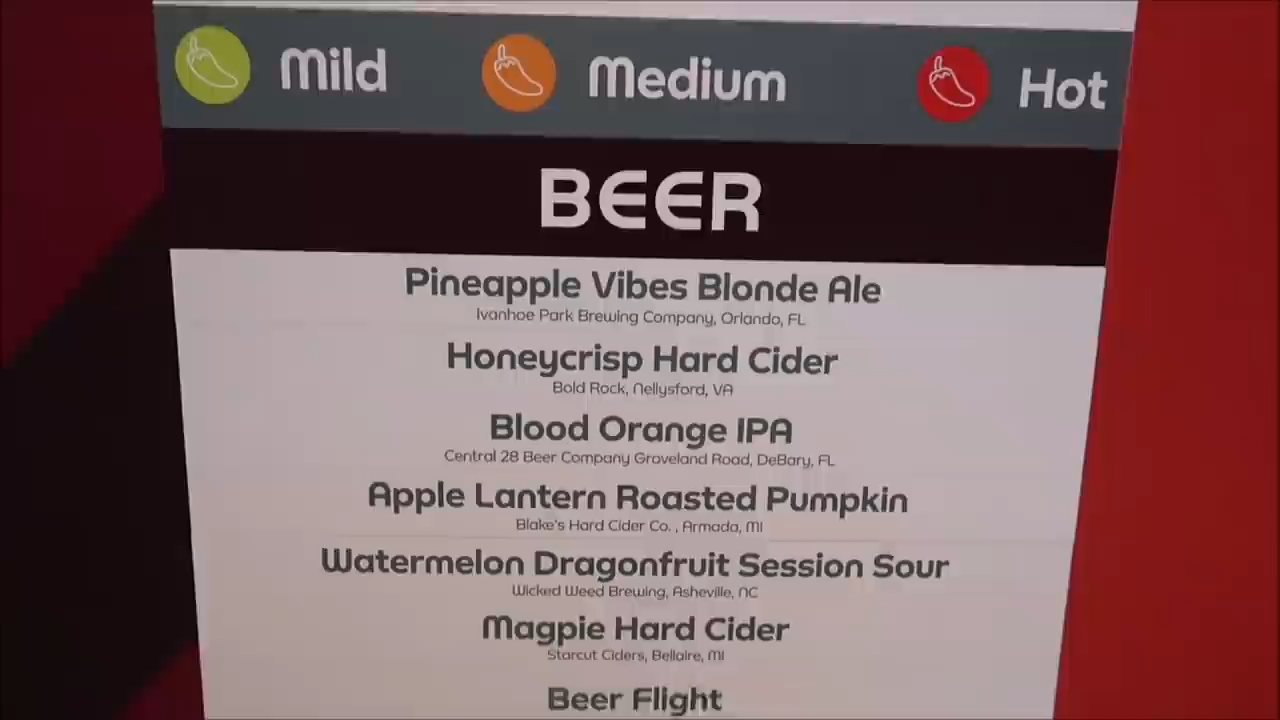 Mild Medium Hot
BEER
Pineapple Vibes Blonde Ale
Ivanhoe Park Brewing Company, Orlando, FL
Honeycrisp Hard Cider
Bold Rock, Nellysford, VA
Blood Orange IPA
Central 28 Beer Company Graveland Road, DeBary, FL
Apple Lantern Roasted Pumpkin
Blake's Hard Cider Co. , Armada, MI
Watermelon Dragonfruit Session Sour
Wicked Weed Brewing, Asheville, NC
Magpie Hard Cider
Starcut Ciders, Bellaire, MI
Beer Flight